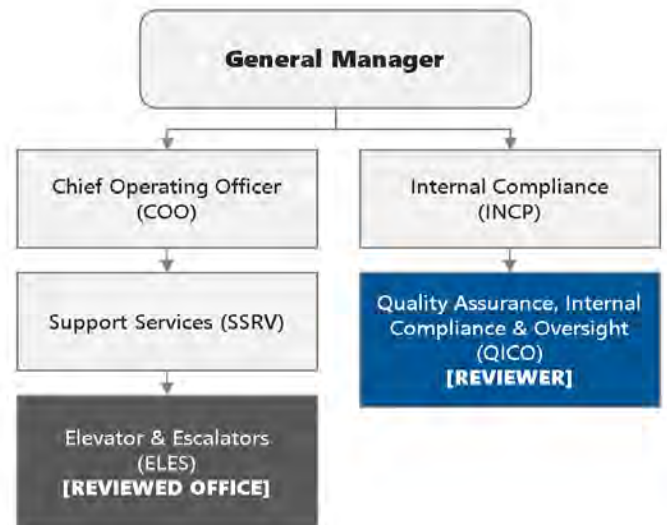 General Manager
Chief Operating Officer
(COO)
Internal Compliance
(INCP)
Support Services (SSRV)
Quality Assurance, Internal
Compliance & Oversight
(QICO)
[REVIEWER]
Elevator & Escalators
(ELES)
[REVIEWED OFFICE]